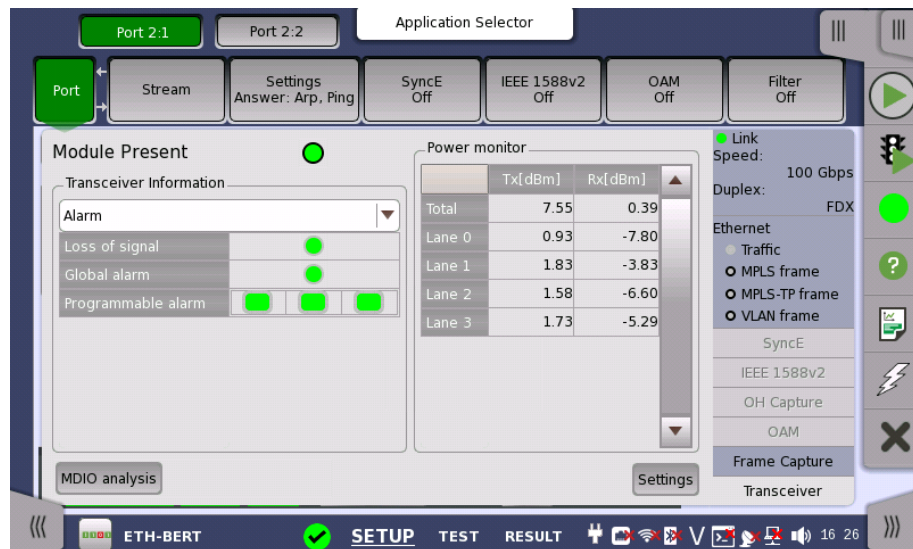 Application Selector
Port 2:1
Port 2:2
Port
Stream
Settings
Answer: Arp, Ping
SyncE
Off
IEEE 1588v2
Off
OAM
Off
Filter
Off
Module Present
Transceiver Information
Alarm
Loss of signal
Global alarm
Programmable alarm
MDIO analysis
Power monitor
Tx[dBm] Rx[dBm]
Total 7.55 0.39
Lane 0 0.93 -7.80
Lane 1 1.83 -3.83
Lane 2 1.58 -6.60
Lane 3 1.73 -5.29
Settings
Link
Speed:
100 Gbps
Duplex:
FDX
Ethernet
Traffic
MPLS frame
MPLS-TP frame
VLAN frame
SyncE
IEEE 1588v2
OH Capture
OAM
Frame Capture
Transceiver
ETH-BERT SETUP TEST RESULT V 16 26